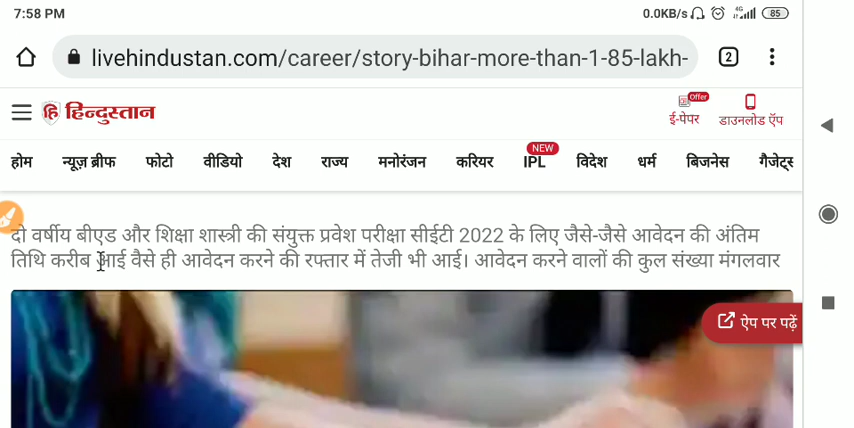 7:58 PM 0.0KB/s 4G 85
livehindustan.com/career/story-bihar-more-than-1-85-lakh- 2
हि हिन्दुस्तान Offer ई-पेपर डाउनलोड ऍप
NEW
होम न्यूज़ ब्रीफ फोटो वीडियो देश राज्य मनोरंजन करियर IPL विदेश धर्म बिजनेस गैजेट्स
दो वर्षीय बीएड और शिक्षा शास्त्री की संयुक्त प्रवेश परीक्षा सीईटी 2022 के लिए जैसे-जैसे आवेदन की अंतिम
तिथि करीब आई वैसे ही आवेदन करने की रफ्तार में तेजी भी आई। आवेदन करने वालों की कुल संख्या मंगलवार
ऐप पर पढ़ें